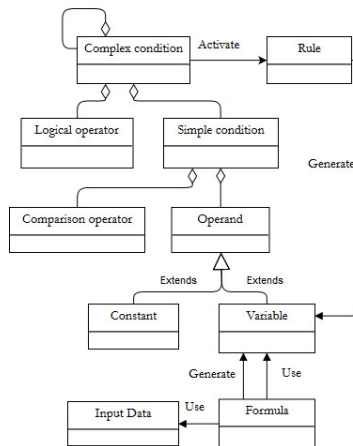 Complex condition
Activate
Rule
Logical operator
Simple condition
Generate
Comparison operator
Operand
Extends
Extends
Constant
Variable
Generate
Use
Input Data
Use
Formula